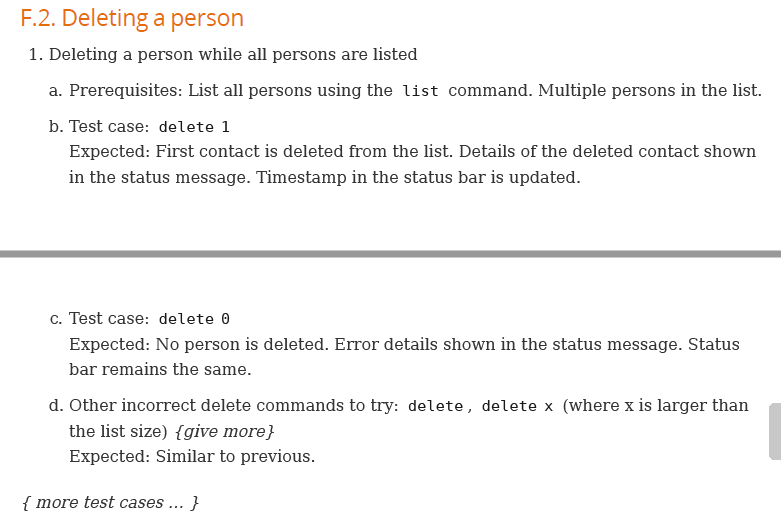 F.2. Deleting a person
1. Deleting a person while all persons are listed
a. Prerequisites: List all persons using the list command. Multiple persons in the list.
b. Test case: delete 1
Expected: First contact is deleted from the list. Details of the deleted contact shown
in the status message. Timestamp in the status bar is updated.
c. Test case: delete 0
Expected: No person is deleted. Error details shown in the status message. Status
bar remains the same.
d. Other incorrect delete commands to try: delete, delete x (where x is larger than
the list size) {give more}
Expected: Similar to previous.
{ more test cases … }